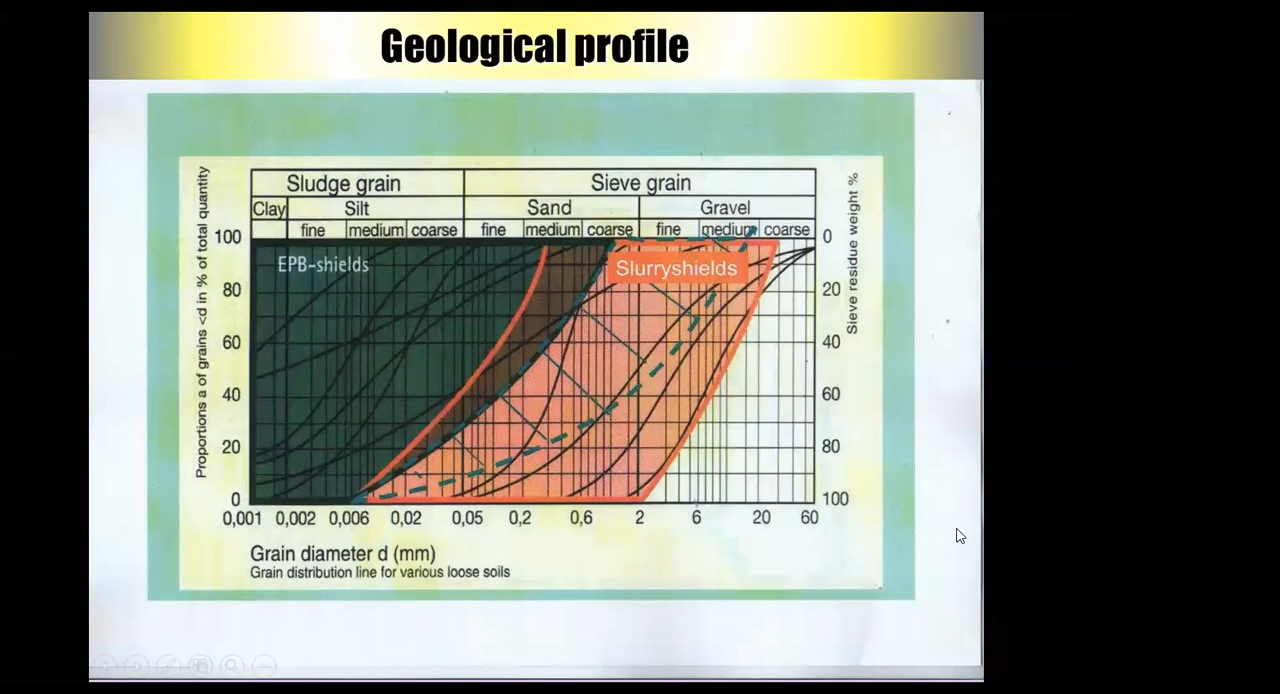 Geological profile
Sludge grain
Sieve grain
Clay
Silt
Sand
Gravel
fine
medium
coarse
fine
medium
coarse
fine
medium
coarse
Proportions a of grains <d in % of total quantity
100
80
60
40
20
0
EPB-shields
Slurryshields
0
20
40
60
80
100
Sieve residue weight %
0,001 0,002 0,006 0,02 0,05 0,2 0,6 2 6 20 60
Grain diameter d (mm)
Grain distribution line for various loose soils